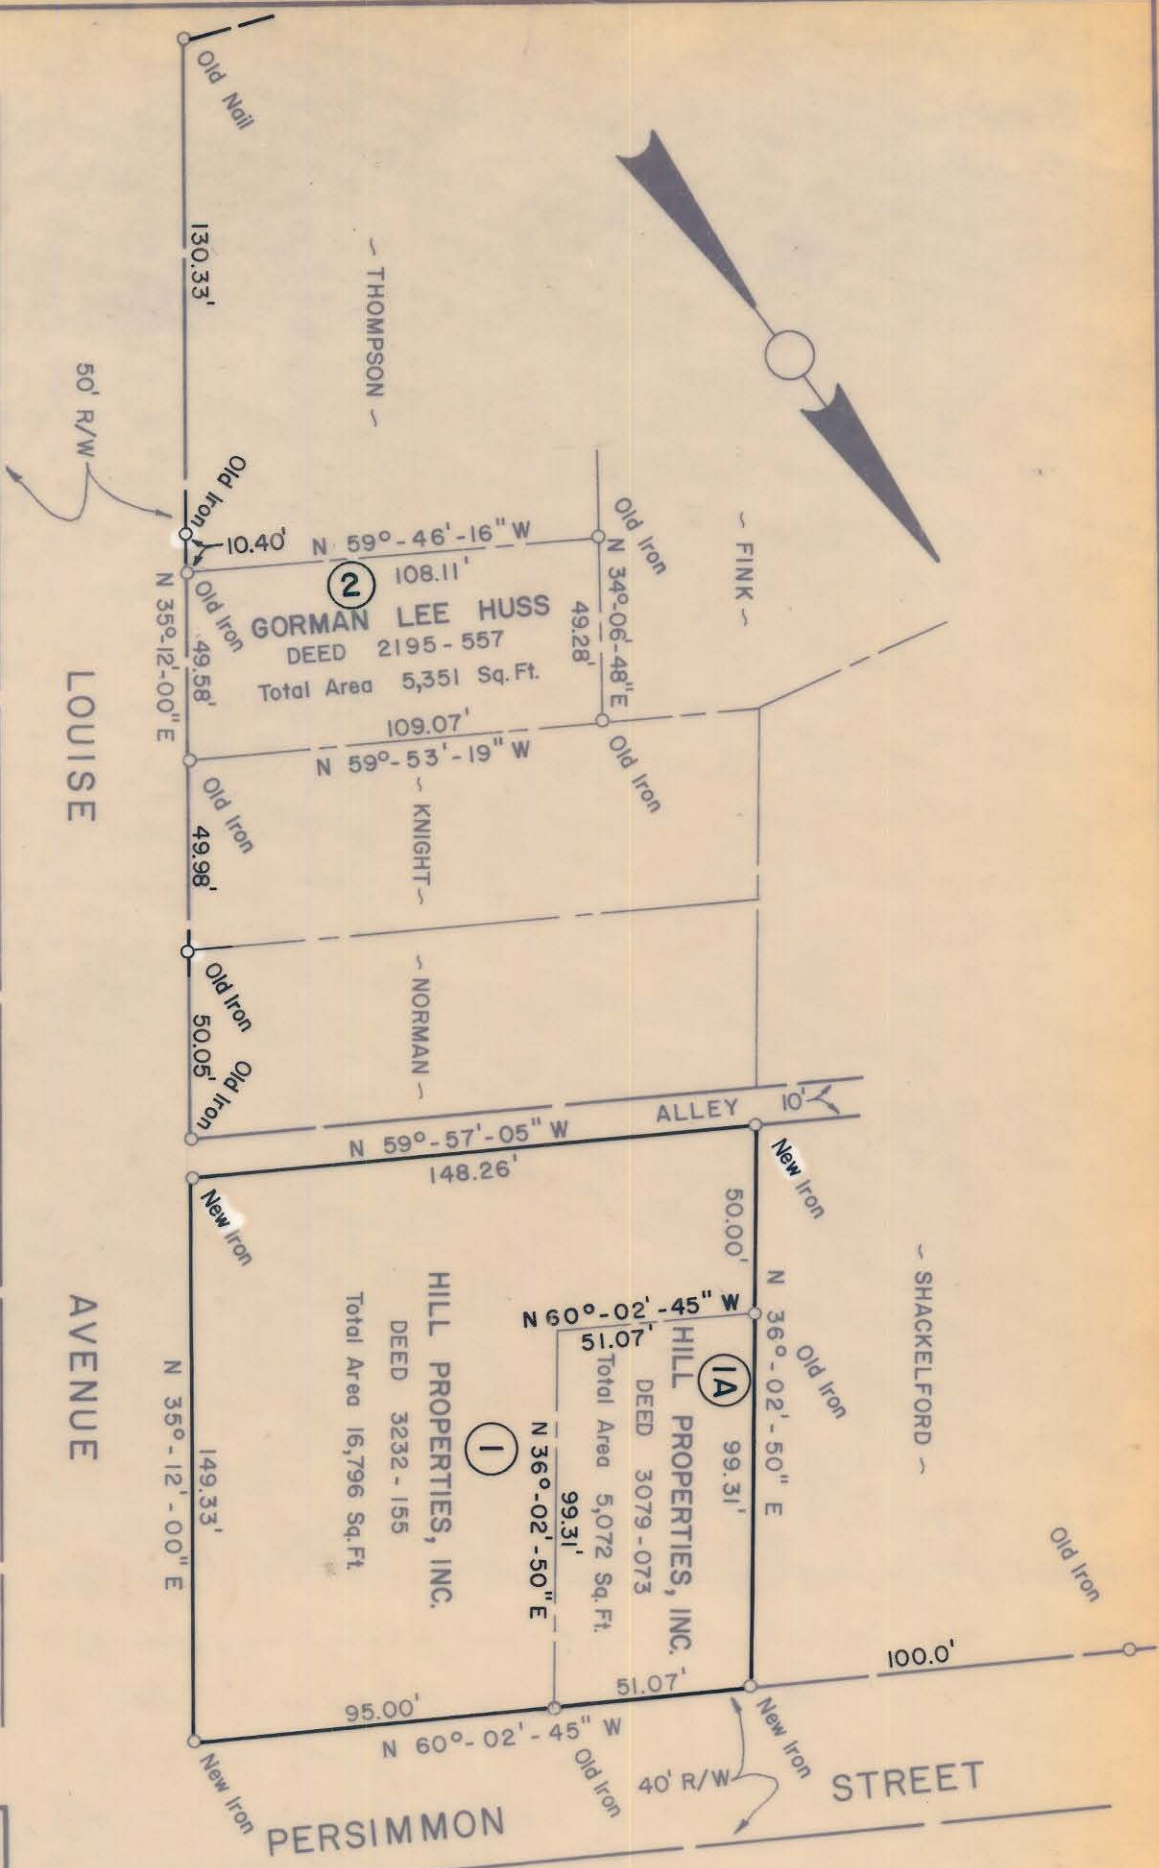 Old Nail
130.33'
~ THOMPSON ~
50' R/W
Old Iron
10.40'
N 59°-46'-16" W
108.11'
Old Iron
N 34°-06'-48" E
49.28'
~ FINK ~
2
GORMAN LEE HUSS
DEED 2195-557
Total Area 5,351 Sq. Ft.
Old Iron
49.58'
N 35°-12'-00" E
109.07'
N 59°-53'-19" W
Old Iron
Old Iron
LOUISE
49.98'
~ KNIGHT ~
Old Iron
50.05'
Old Iron
~ NORMAN ~
ALLEY
10'
N 59°-57'-05" W
148.26'
New Iron
New Iron
50.00'
~ SHACKELFORD ~
N 60°-02'-45" W
51.07'
Old Iron
N 36°-02'-50" E
1A
99.31'
HILL PROPERTIES, INC.
DEED 3079-073
Total Area 5,072 Sq. Ft.
99.31'
N 36°-02'-50" E
1
HILL PROPERTIES, INC.
DEED 3232-155
Total Area 16,796 Sq. Ft.
149.33'
N 35°-12'-00" E
AVENUE
Old Iron
100.0'
51.07'
95.00'
N 60°-02'-45" W
New Iron
Old Iron
New Iron
40' R/W
PERSIMMON STREET